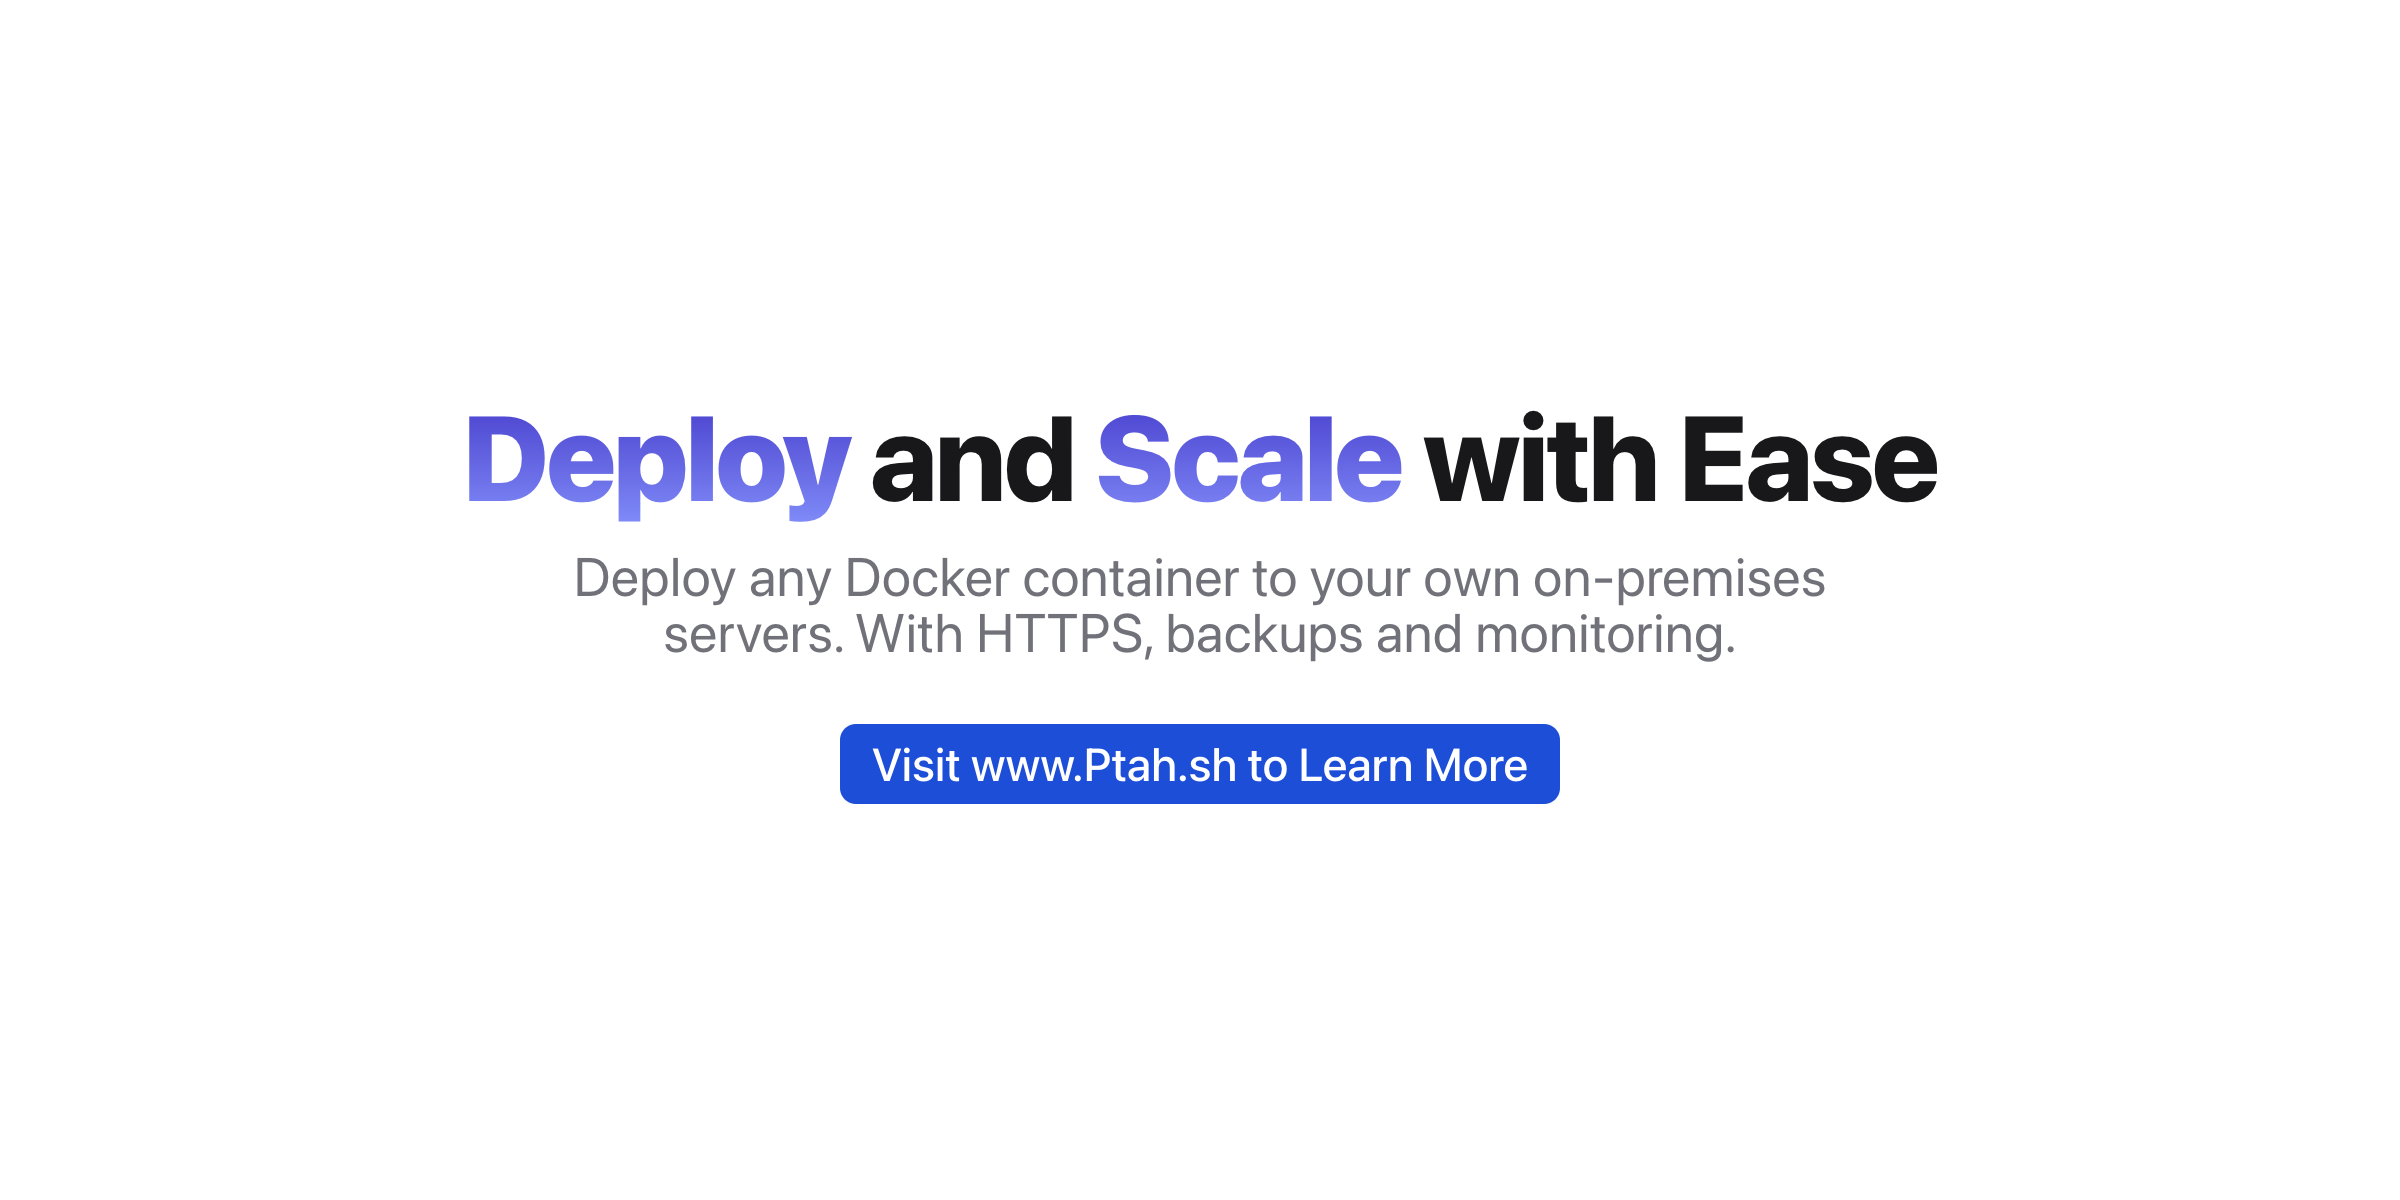 Deploy and Scale with Ease
Deploy any Docker container to your own on-premises
servers. With HTTPS, backups and monitoring.
Visit www.Ptah.sh to Learn More